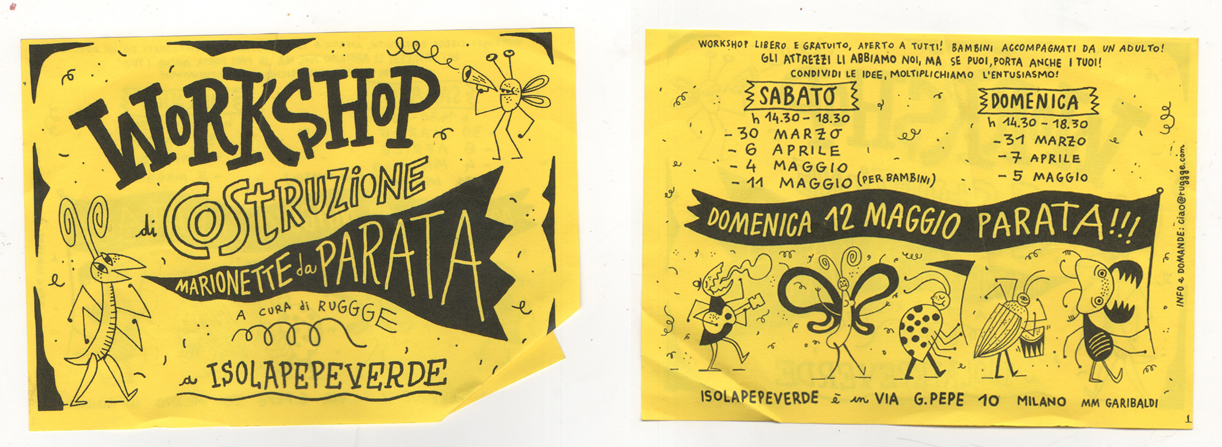 WORKSHOP
di COSTRUZIONE
MARIONETTE da PARATA
A CURA di RUGGGE
a ISOLAPEPEVERDE
WORKSHOP LIBERO E GRATUITO, APERTO A TUTTI! BAMBINI ACCOMPAGNATI DA UN ADULTO!
GLI ATTREZZI LI ABBIAMO NOI, MA SE PUOI, PORTA ANCHE I TUOI!
CONDIVIDI LE IDEE, MOLTIPLICHIAMO L'ENTUSIASMO!
SABATO
h 14.30 - 18.30
- 30 MARZO
- 6 APRILE
- 4 MAGGIO
- 11 MAGGIO (PER BAMBINI)
DOMENICA
h 14.30 - 18.30
- 31 MARZO
- 7 APRILE
- 5 MAGGIO
DOMENICA 12 MAGGIO PARATA!!!
INFO e DOMANDE: ciao@ruggge.com
ISOLAPEPEVERDE è in VIA G.PEPE 10 MILANO MM GARIBALDI
1